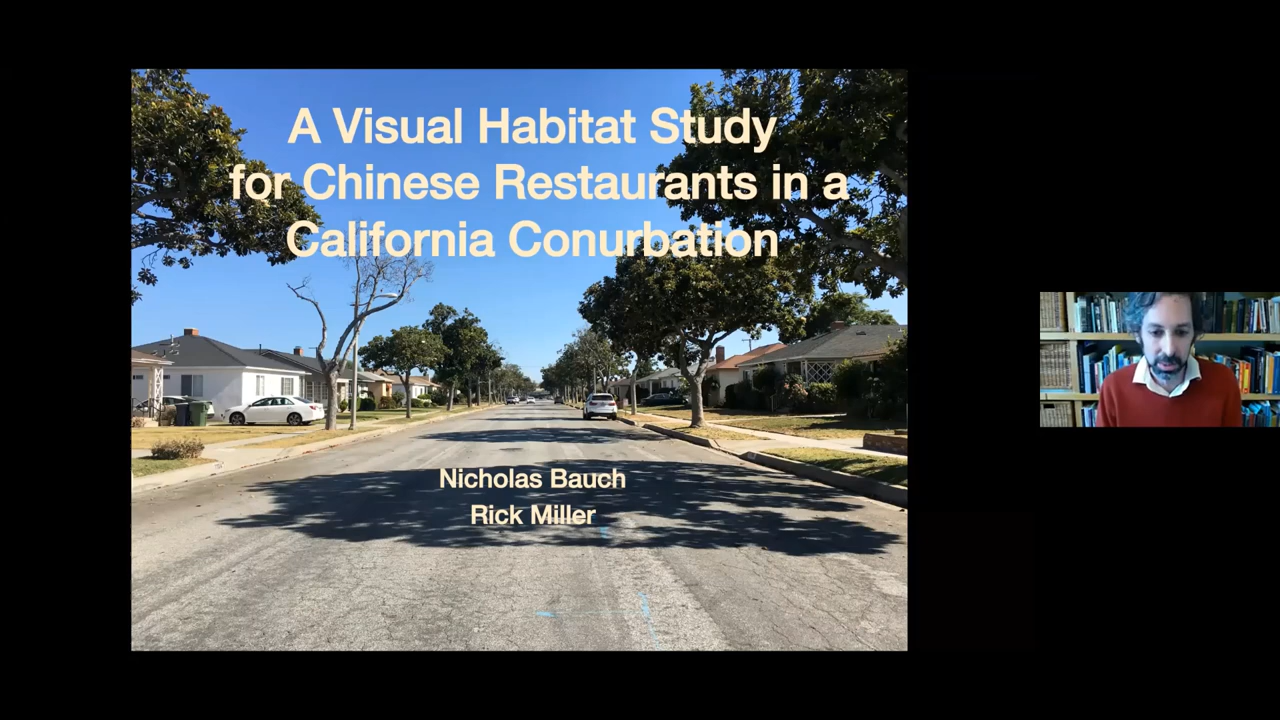 A Visual Habitat Study
for Chinese Restaurants in a
California Conurbation
Nicholas Bauch
Rick Miller